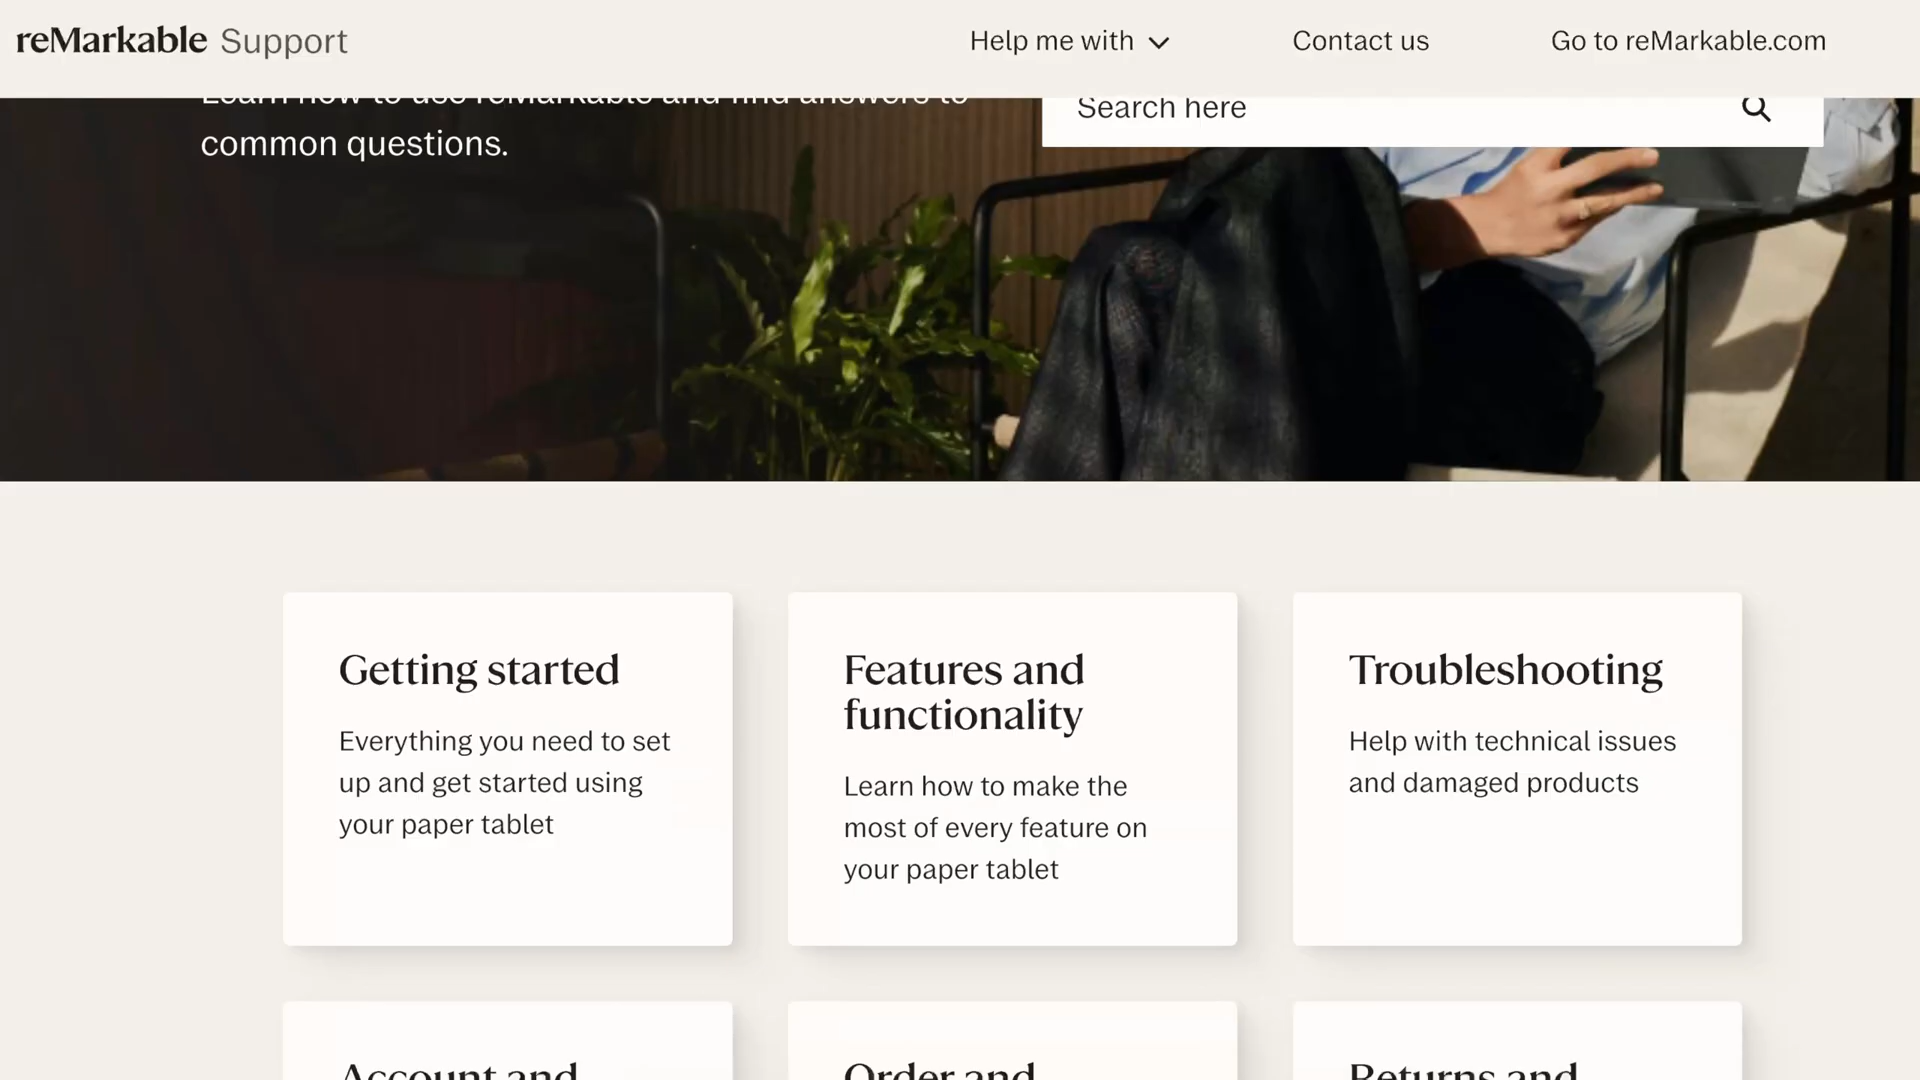 reMarkable Support
Help me with
Contact us
Go to reMarkable.com
Learn how to use reMarkable and find answers to
common questions.
Search here
Getting started
Everything you need to set
up and get started using
your paper tablet
Features and
functionality
Learn how to make the
most of every feature on
your paper tablet
Troubleshooting
Help with technical issues
and damaged products
Account and
Order and
Returns and